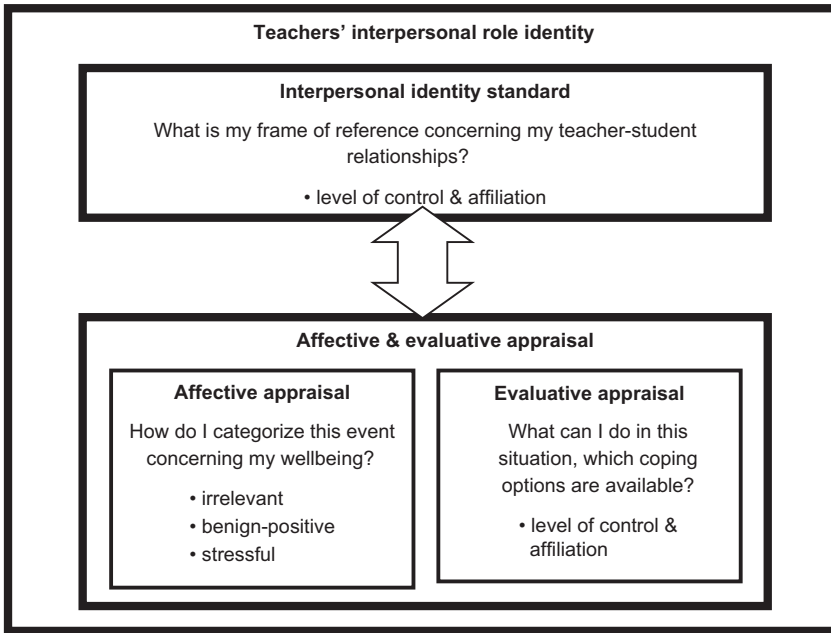 Teachers’ interpersonal role identity
Interpersonal identity standard
What is my frame of reference concerning my teacher-student
relationships?
• level of control & affiliation
Affective & evaluative appraisal
Affective appraisal
How do I categorize this event
concerning my wellbeing?
• irrelevant
• benign-positive
• stressful
Evaluative appraisal
What can I do in this
situation, which coping
options are available?
• level of control &
affiliation